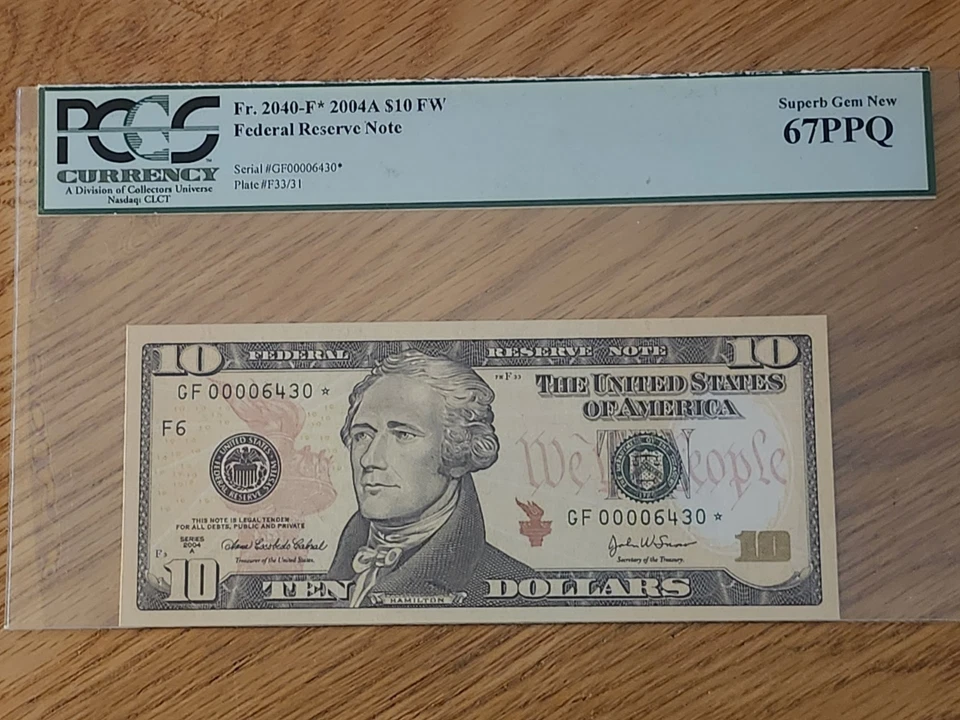 PCGS
CURRENCY
A Division of Collectors Universe
Nasdaq: CLCT
Fr. 2040-F* 2004A $10 FW
Federal Reserve Note
Serial #GF00006430*
Plate #F33/31
Superb Gem New
67PPQ
10 FEDERAL RESERVE NOTE 10
GF 00006430 *
FW F 33
THE UNITED STATES
OF AMERICA
F6
We The People
GF 00006430 *
THIS NOTE IS LEGAL TENDER
FOR ALL DEBTS, PUBLIC AND PRIVATE
SERIES
2004
A
Treasurer of the United States.
Secretary of the Treasury.
10
10 TEN DOLLARS
HAMILTON